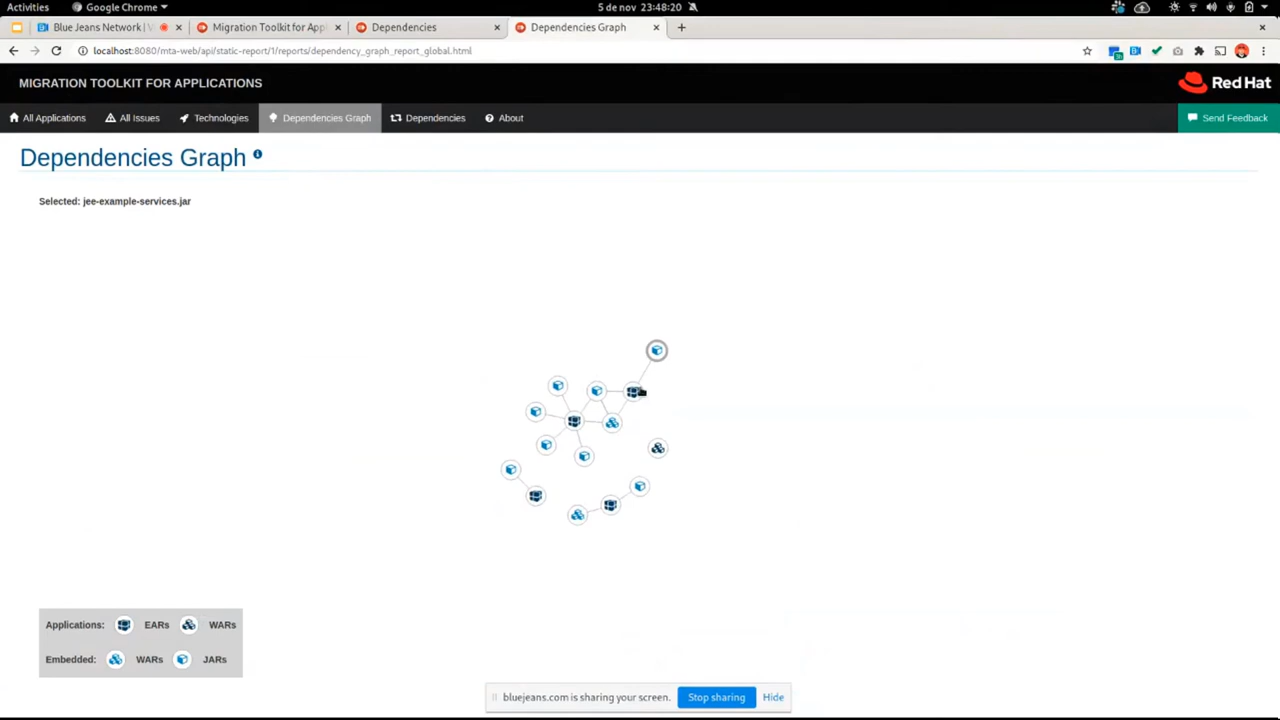 Activities Google Chrome 5 de nov 23:48:20
Blue Jeans Network | V Migration Toolkit for Appl Dependencies Dependencies Graph
localhost:8080/mta-web/api/static-report/1/reports/dependency_graph_report_global.html
MIGRATION TOOLKIT FOR APPLICATIONS Red Hat
All Applications All Issues Technologies Dependencies Graph Dependencies About Send Feedback
Dependencies Graph
Selected: jee-example-services.jar
Applications: EARs WARs
Embedded: WARs JARs
bluejeans.com is sharing your screen. Stop sharing Hide